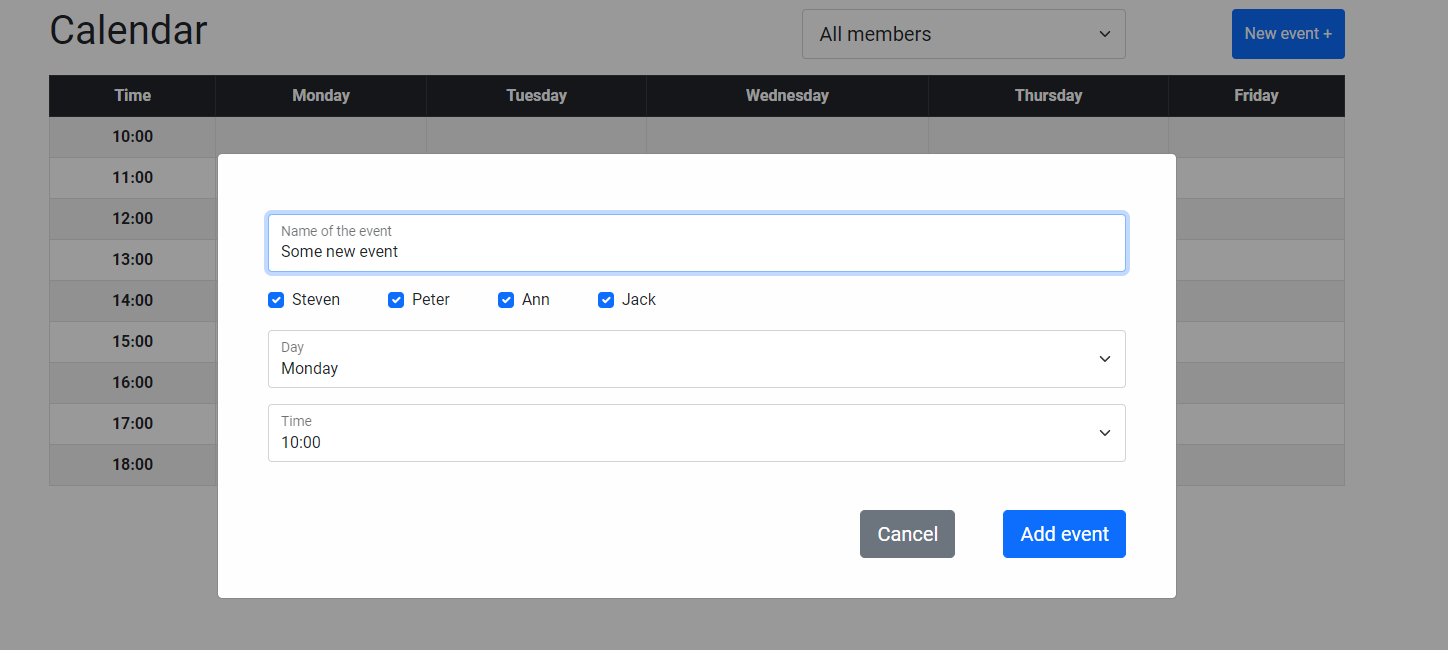 Calendar
All members
New event +
Time Monday Tuesday Wednesday Thursday Friday
10:00
11:00
12:00
13:00
14:00
15:00
16:00
17:00
18:00
Name of the event
Some new event
Steven Peter Ann Jack
Day
Monday
Time
10:00
Cancel Add event